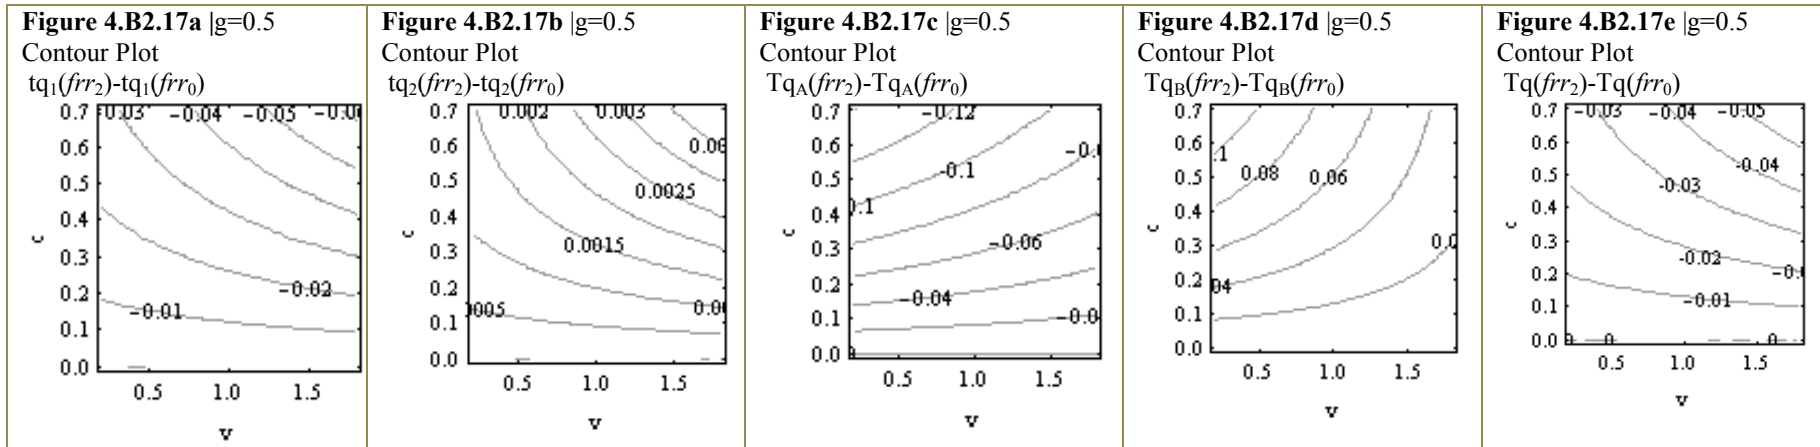 Figure 4.B2.17a |g=0.5
Contour Plot
tq₁(frr₂)-tq₁(frr₀)
0.7
0.6
0.5
0.4
0.3
0.2
0.1
0.0
c
-0.04
-0.05
-0.02
-0.01
0.5 1.0 1.5
v
Figure 4.B2.17b |g=0.5
Contour Plot
tq₂(frr₂)-tq₂(frr₀)
0.7
0.6
0.5
0.4
0.3
0.2
0.1
0.0
c
0.002
0.003
0.0025
0.0015
0.5 1.0 1.5
v
Figure 4.B2.17c |g=0.5
Contour Plot
Tq_A(frr₂)-Tq_A(frr₀)
0.7
0.6
0.5
0.4
0.3
0.2
0.1
0.0
c
-0.12
-0.1
-0.06
-0.04
0.5 1.0 1.5
v
Figure 4.B2.17d |g=0.5
Contour Plot
Tq_B(frr₂)-Tq_B(frr₀)
0.7
0.6
0.5
0.4
0.3
0.2
0.1
0.0
c
0.08
0.06
0.5 1.0 1.5
v
Figure 4.B2.17e |g=0.5
Contour Plot
Tq(frr₂)-Tq(frr₀)
0.7
0.6
0.5
0.4
0.3
0.2
0.1
0.0
c
-0.03
-0.04
-0.05
-0.04
-0.03
-0.02
-0.01
0 0 0
0.5 1.0 1.5
v